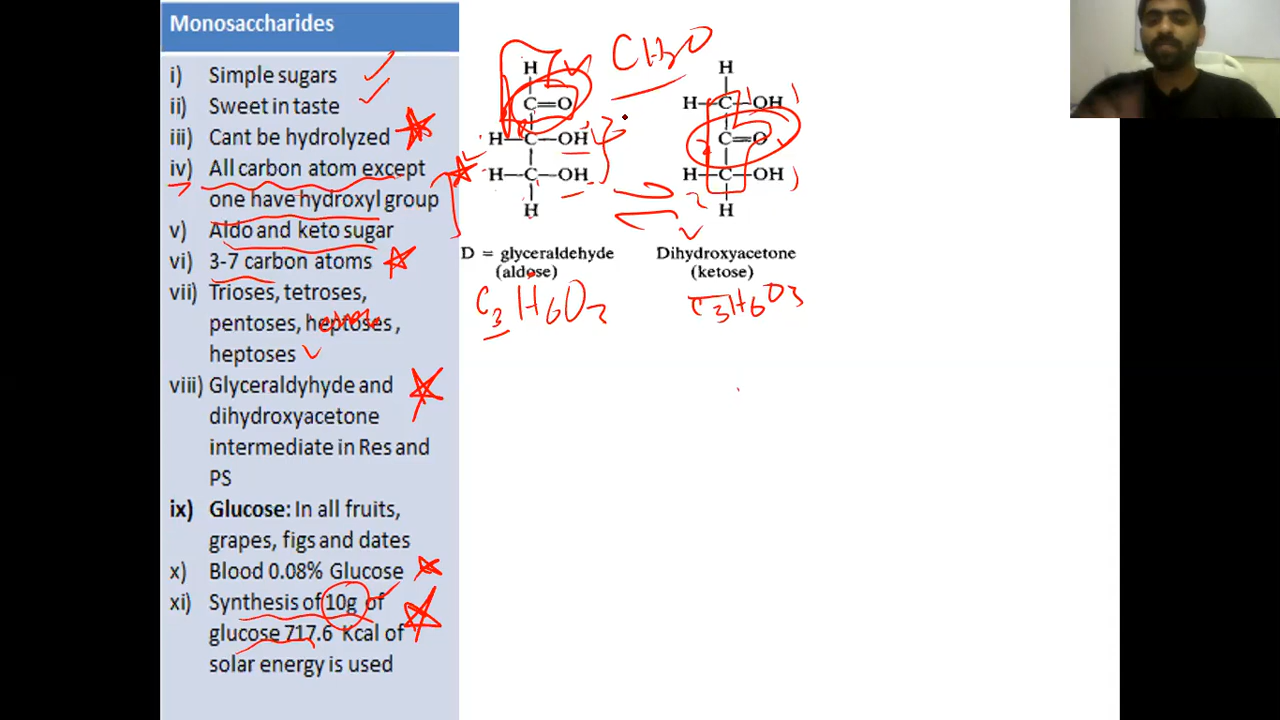 Monosaccharides
i) Simple sugars
ii) Sweet in taste
iii) Cant be hydrolyzed
iv) All carbon atom except
one have hydroxyl group
v) Aldo and keto sugar
vi) 3-7 carbon atoms
vii) Trioses, tetroses,
pentoses, heptoses,
heptoses
viii) Glyceraldyhyde and
dihydroxyacetone
intermediate in Res and
PS
ix) Glucose: In all fruits,
grapes, figs and dates
x) Blood 0.08% Glucose
xi) Synthesis of 10g of
glucose 717.6 Kcal of
solar energy is used
H
C=O
H—C—OH
H—C—OH
H
D = glyceraldehyde
(aldose)
C3H6O3
H
H—C—OH
C=O
H—C—OH
H
Dihydroxyacetone
(ketose)
C3H6O3